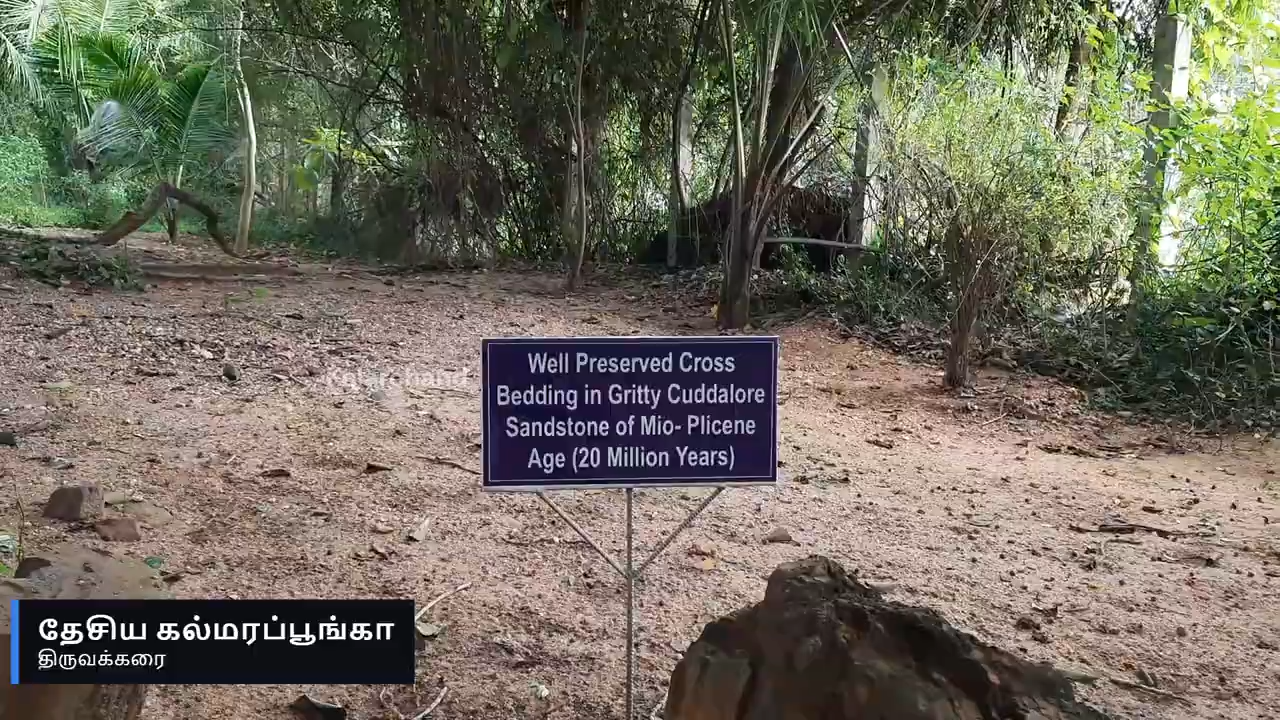 Well Preserved Cross
Bedding in Gritty Cuddalore
Sandstone of Mio- Plicene
Age (20 Million Years)
தேசிய கல்மரப்பூங்கா
திருவக்கரை